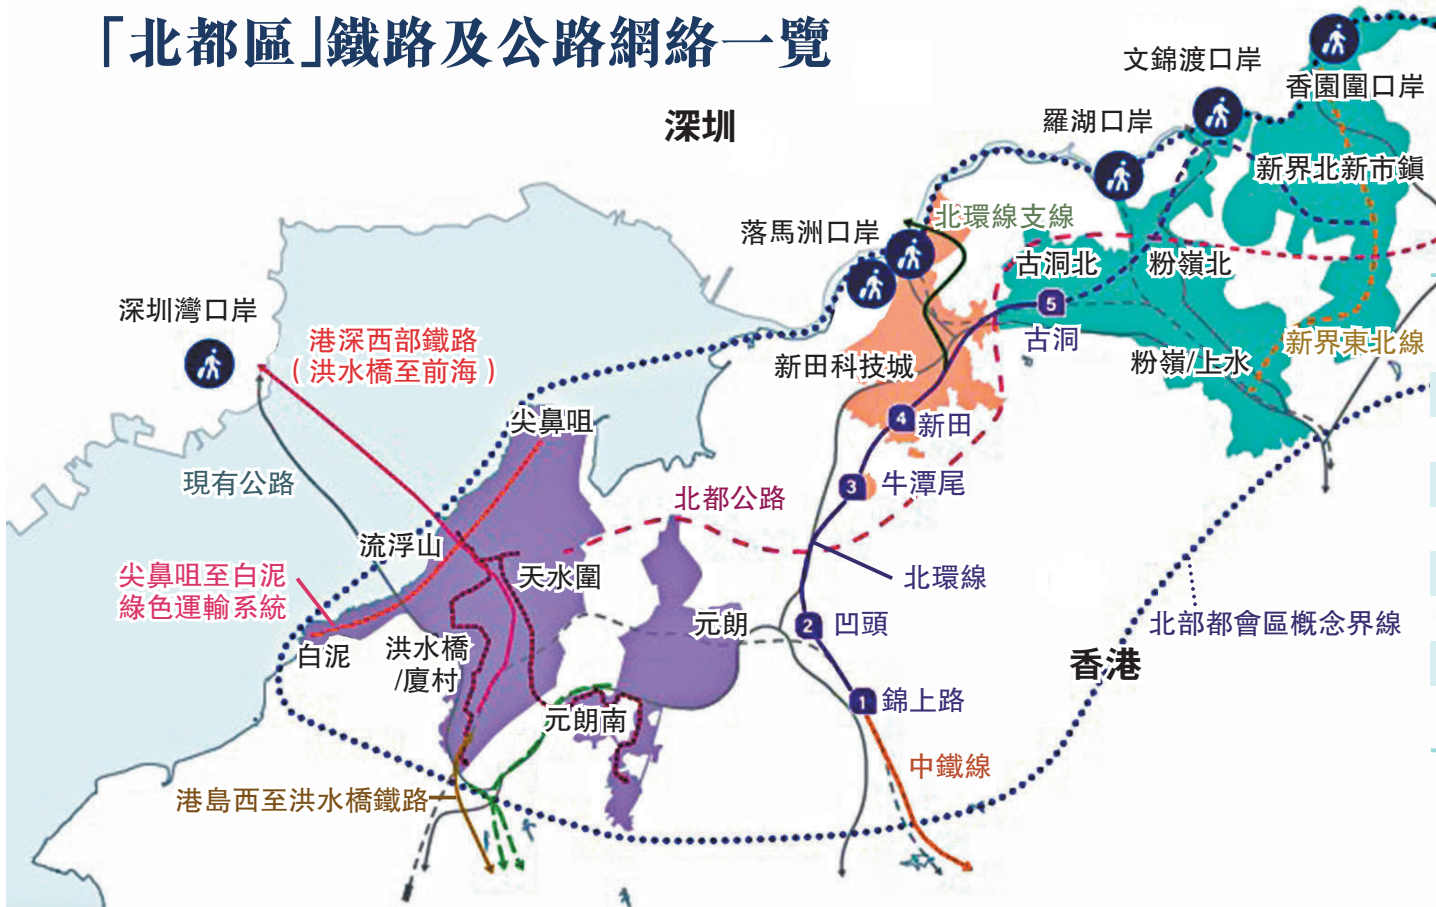 「北都區」鐵路及公路網絡一覽
深圳
文錦渡口岸
香園圍口岸
羅湖口岸
新界北新市鎮
落馬洲口岸
北環線支線
古洞北
粉嶺北
深圳灣口岸
港深西部鐵路
(洪水橋至前海)
5
古洞
新界東北線
新田科技城
粉嶺/上水
尖鼻咀
4
新田
現有公路
3
牛潭尾
北都公路
流浮山
尖鼻咀至白泥
綠色運輸系統
天水圍
北環線
元朗
2
凹頭
北部都會區概念界線
白泥
洪水橋
/廈村
香港
1
錦上路
元朗南
中鐵線
港島西至洪水橋鐵路